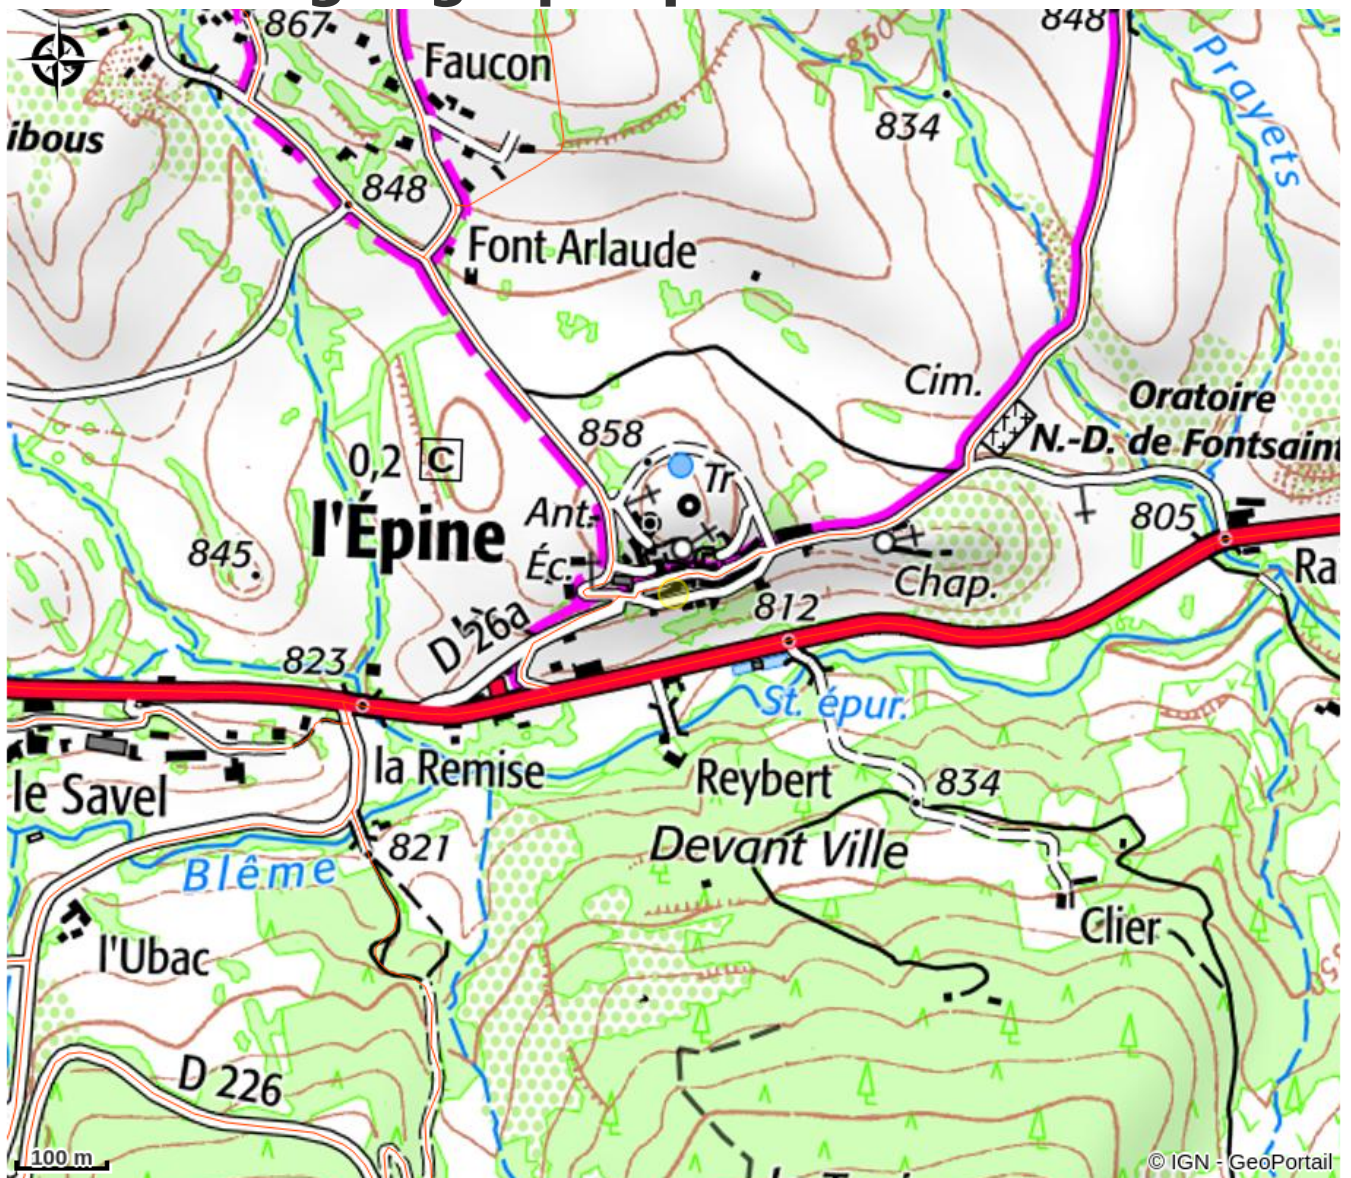 867
Faucon
850
848
Prayets
834
ibous
848
Font Arlaude
Cim.
Oratoire
N.-D. de Fontsaint
858
0,2 C
Tr
l'Épine
Ant.
805
845
Éc.
Chap.
Ra
812
D 26a
823
St. épur.
la Remise
Reybert
834
le Savel
821
Devant Ville
Blême
Clier
l'Ubac
D 226
100 m
© IGN - GeoPortail